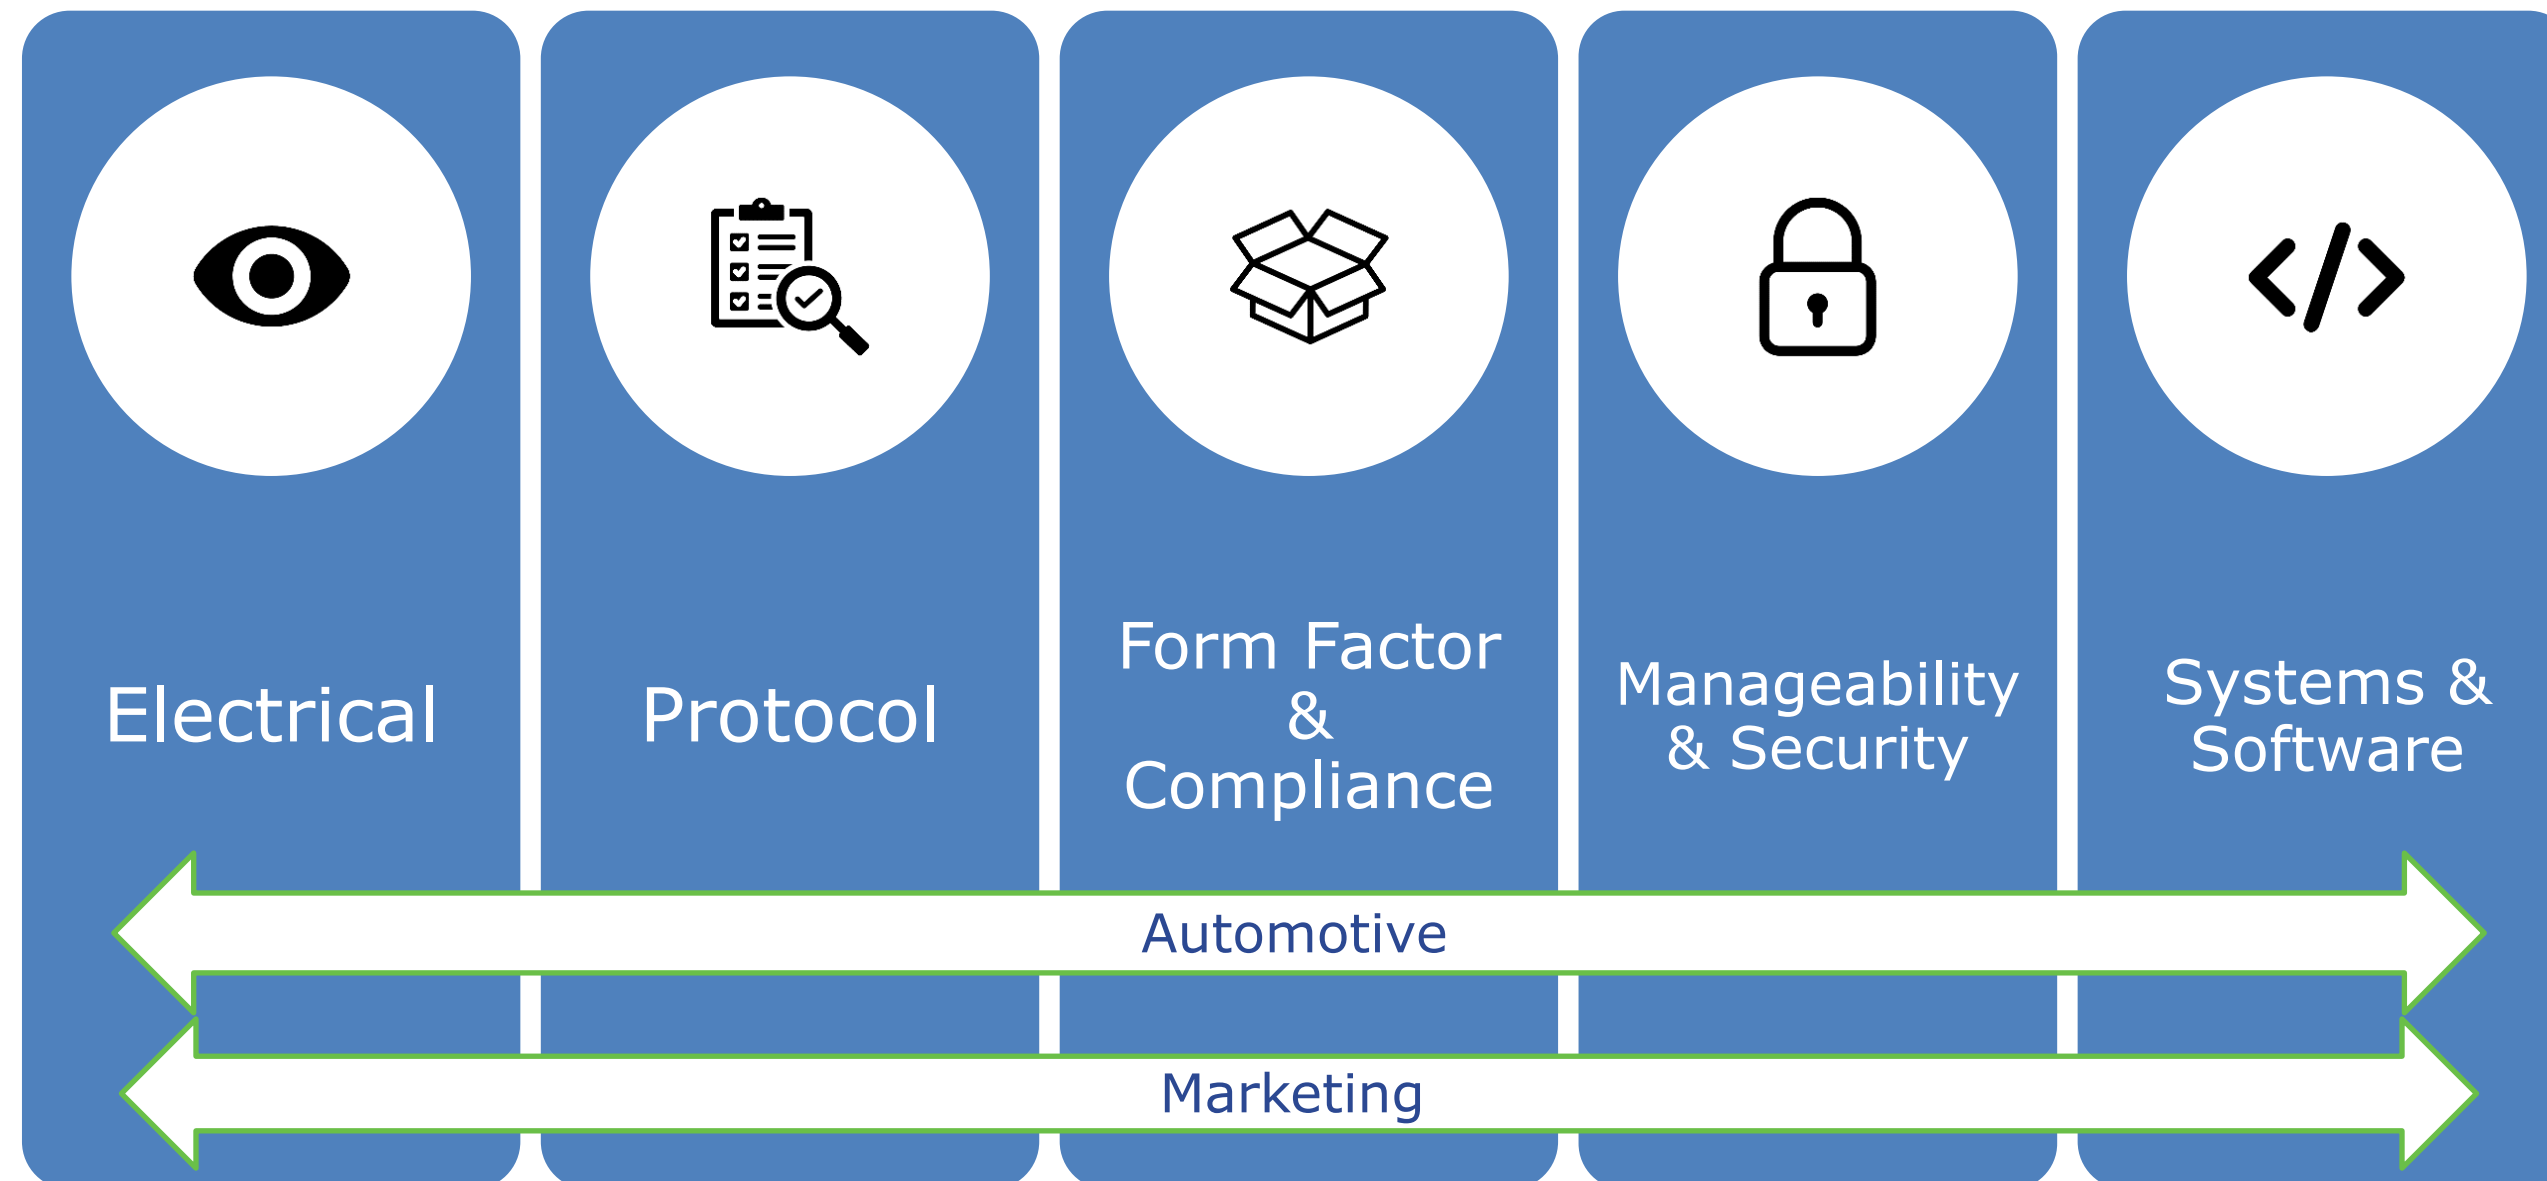 Electrical
Protocol
Form Factor
&
Compliance
Manageability
& Security
Systems &
Software
Automotive
Marketing